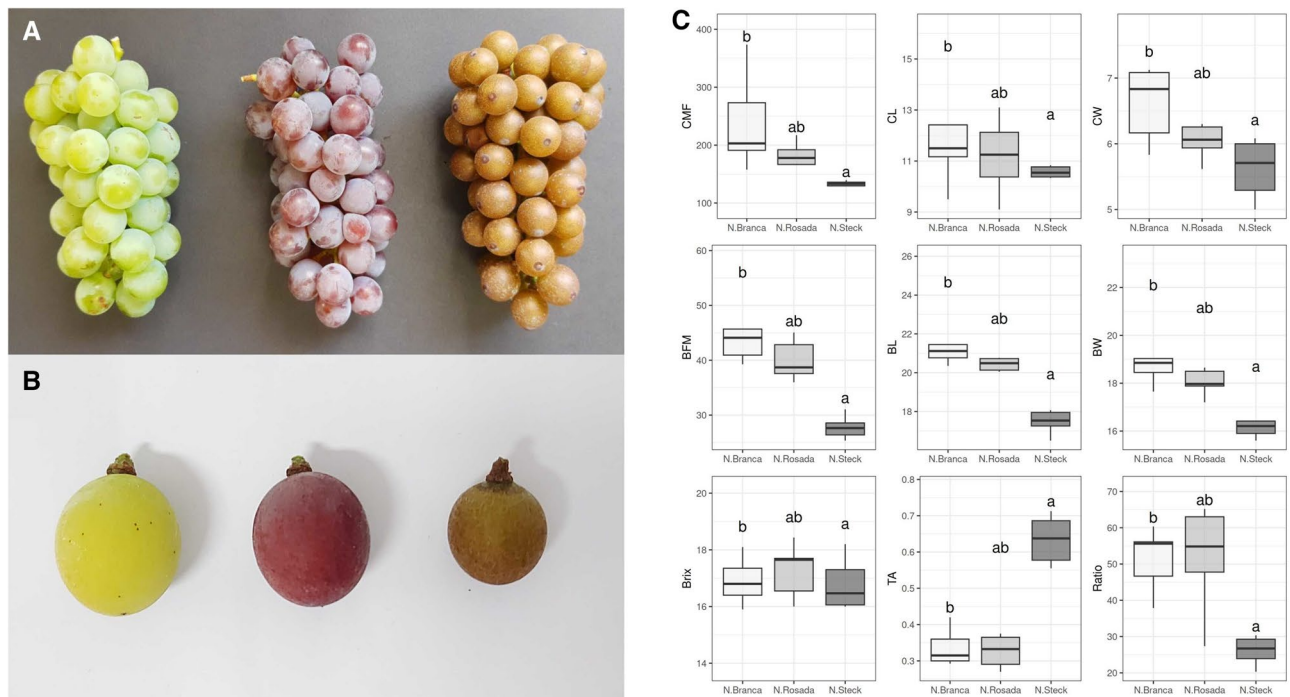 A
B
C
CMF
400
300
200
100
b
ab
a
N.Branca N.Rosada N.Steck
CL
15
13
11
9
b
ab
a
N.Branca N.Rosada N.Steck
CW
7
6
5
b
ab
a
N.Branca N.Rosada N.Steck
BFM
60
50
40
30
b
ab
a
N.Branca N.Rosada N.Steck
BL
26
24
22
20
18
b
ab
a
N.Branca N.Rosada N.Steck
BW
22
20
18
16
b
ab
a
N.Branca N.Rosada N.Steck
Brix
20
18
16
14
b
ab
a
N.Branca N.Rosada N.Steck
TA
0.8
0.7
0.6
0.5
0.4
0.3
b
ab
a
N.Branca N.Rosada N.Steck
Ratio
70
60
50
40
30
20
b
ab
a
N.Branca N.Rosada N.Steck